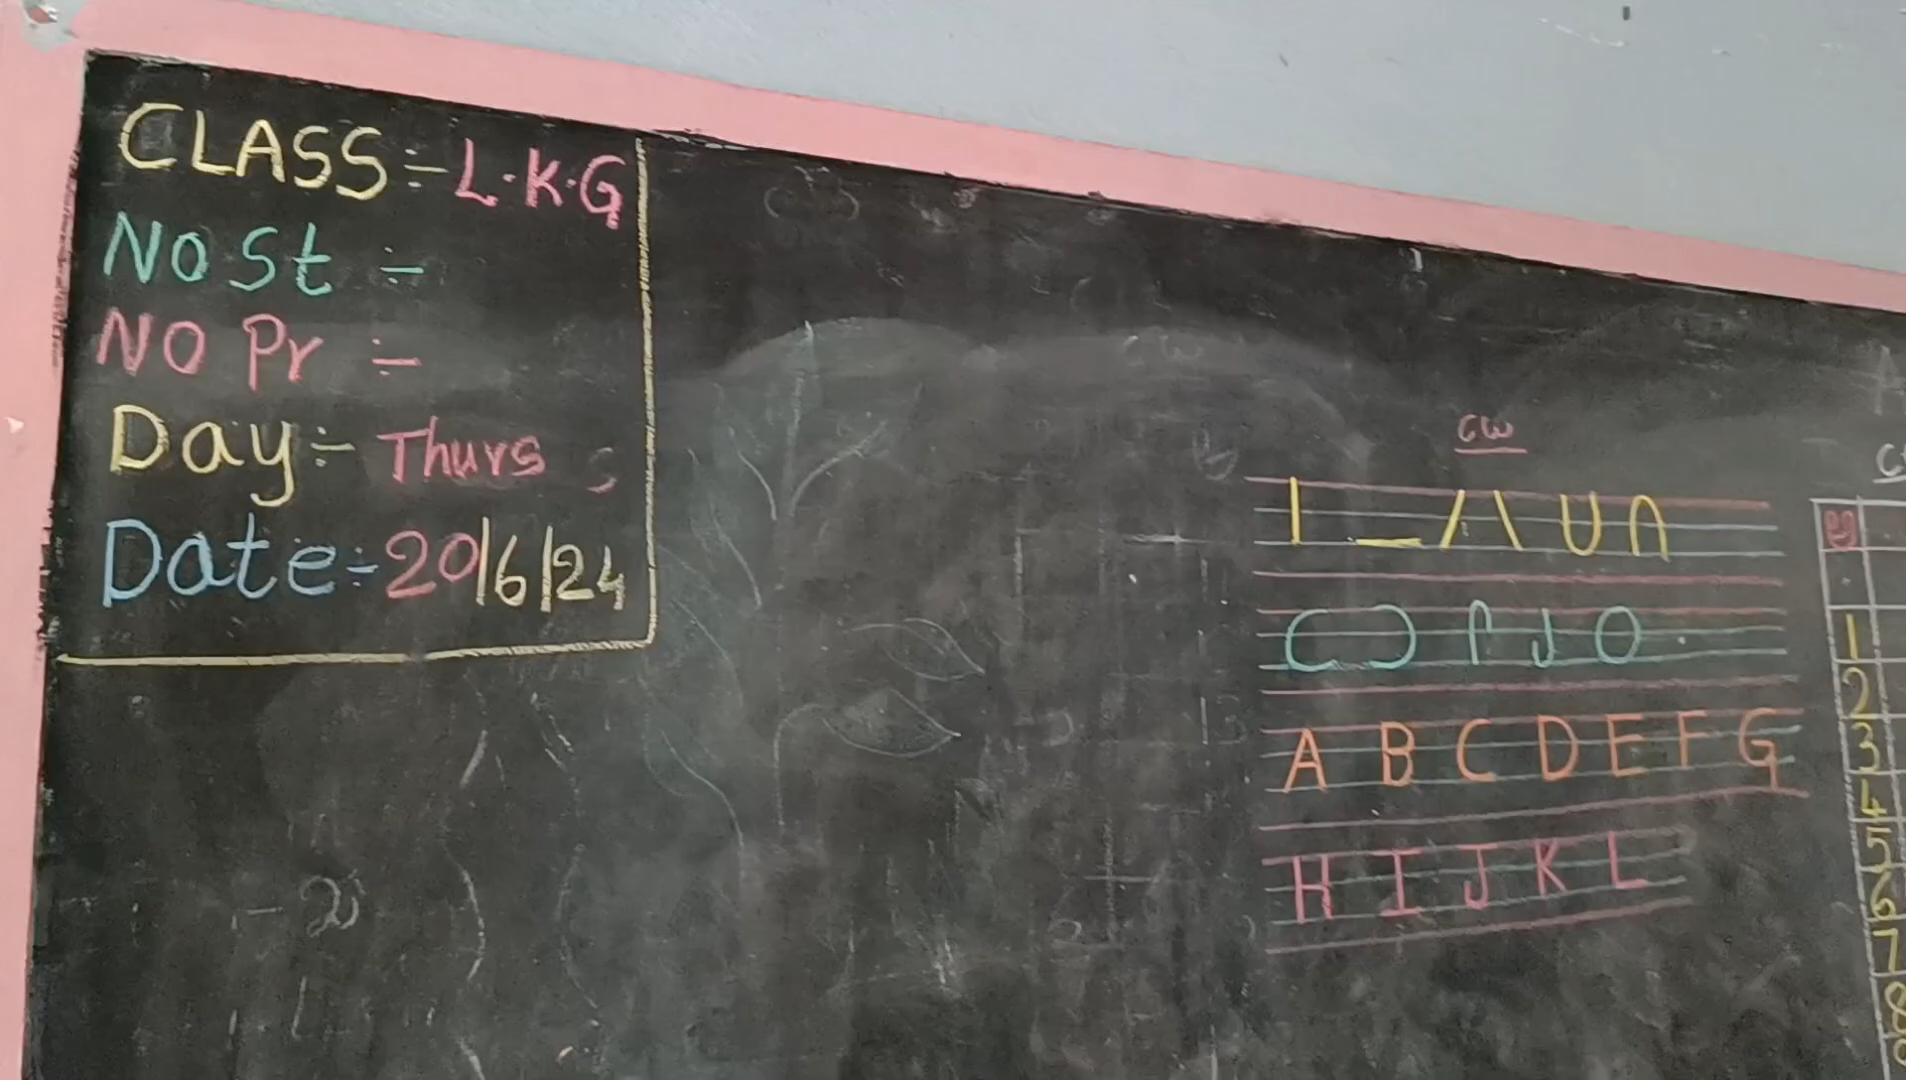 CLASS÷ L.K.G
NO St ÷
NO Pr ÷
Day÷ Thurs
Date÷ 20/6/24
CW
A B C D E F G
H I J K L
1
2
3
4
5
6
7
8